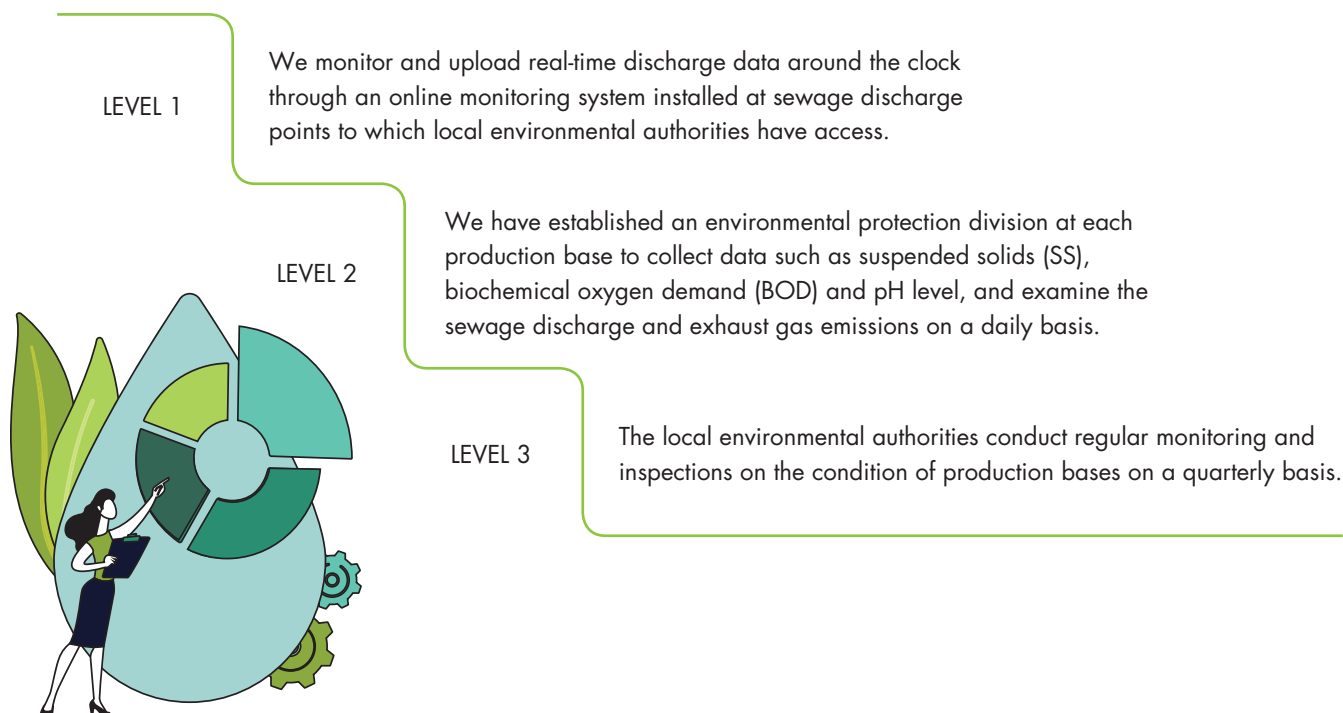 LEVEL 1
We monitor and upload real-time discharge data around the clock
through an online monitoring system installed at sewage discharge
points to which local environmental authorities have access.
LEVEL 2
We have established an environmental protection division at each
production base to collect data such as suspended solids (SS),
biochemical oxygen demand (BOD) and pH level, and examine the
sewage discharge and exhaust gas emissions on a daily basis.
LEVEL 3
The local environmental authorities conduct regular monitoring and
inspections on the condition of production bases on a quarterly basis.